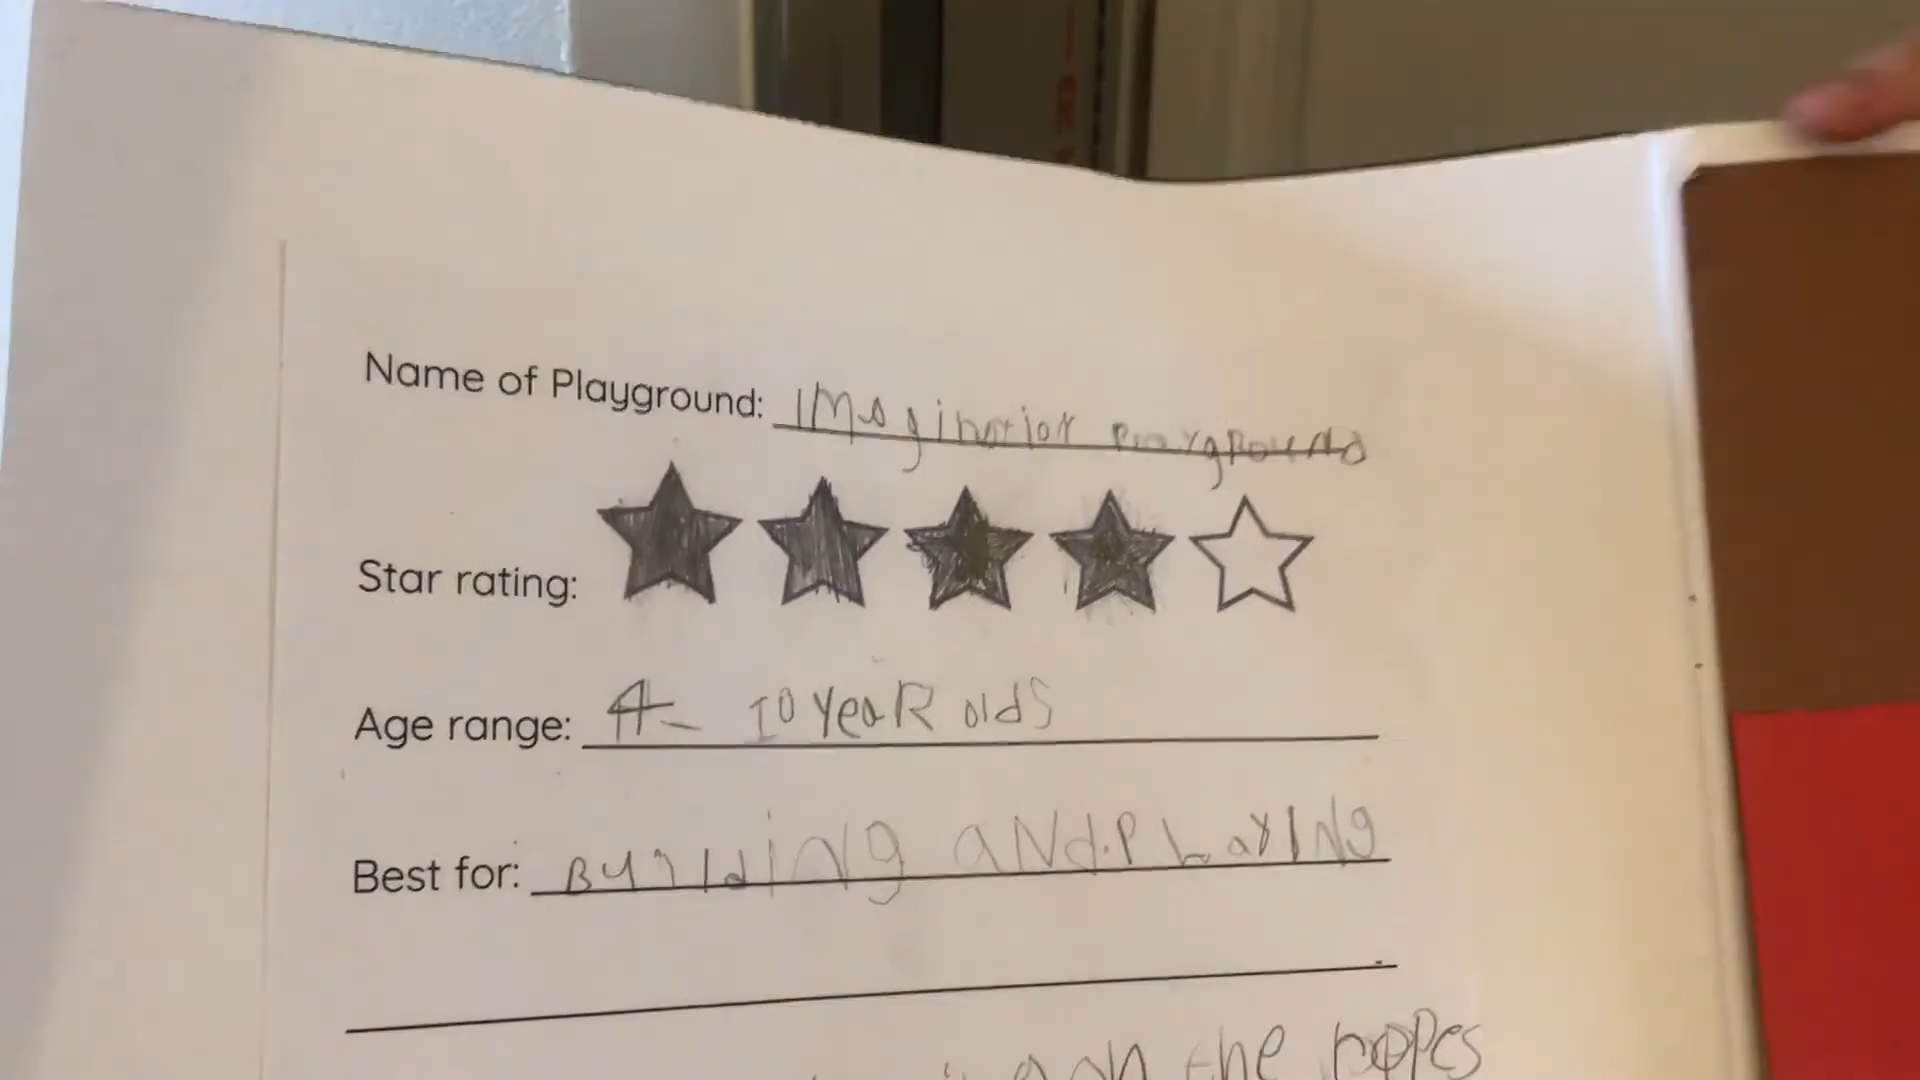 Name of Playground: IMaginatioN PLaygRouNd
Star rating:
Age range: 4- 10 YeaR olds
Best for: BuildiNg aNd PLayINg
on the ropes